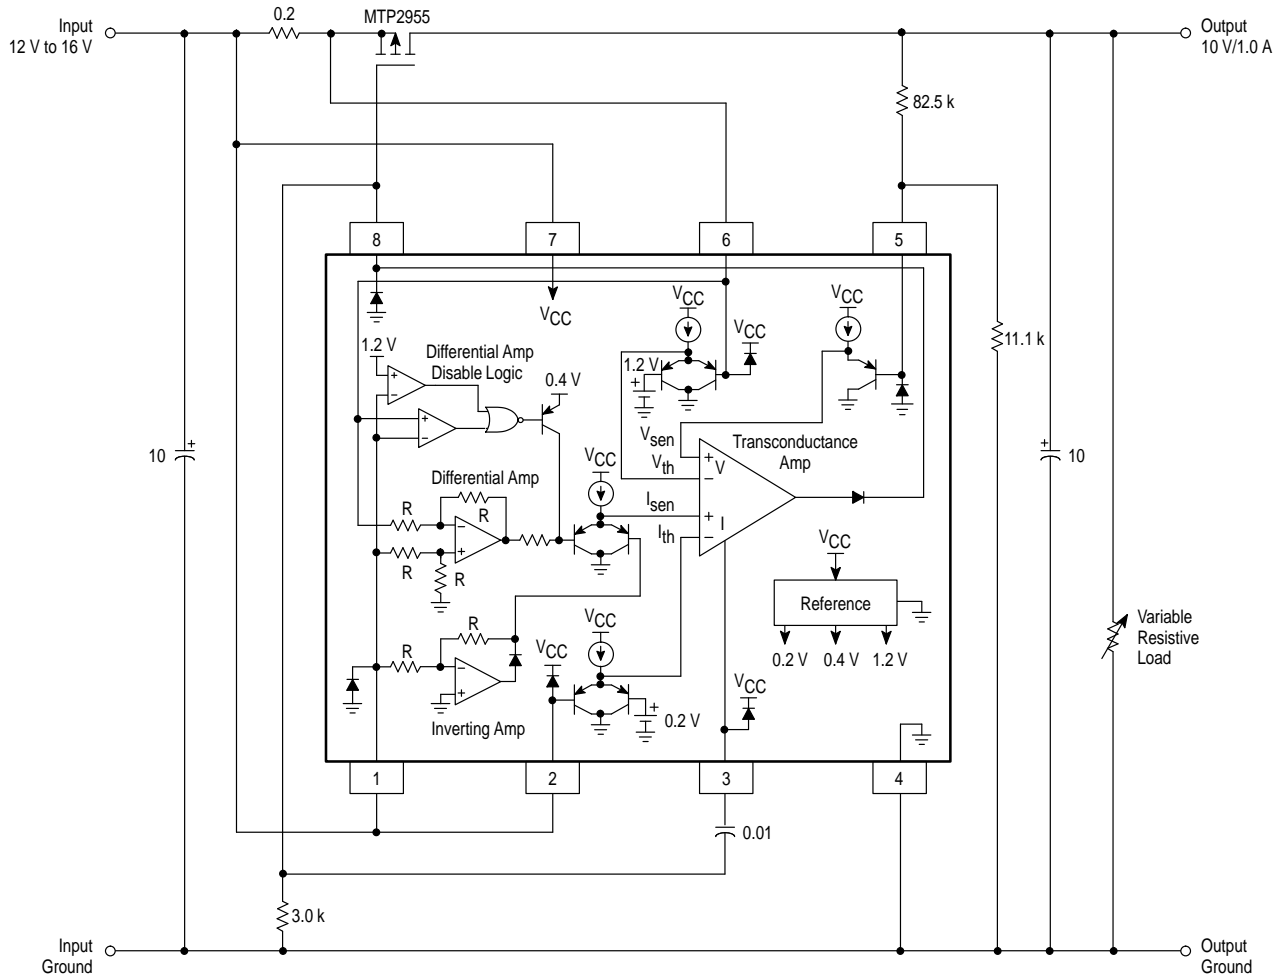 Input
12 V to 16 V
0.2
MTP2955
Output
10 V/1.0 A
82.5 k
8
7
6
5
VCC
VCC
VCC
VCC
11.1 k
1.2 V
Differential Amp
Disable Logic
0.4 V
1.2 V
+
+
−
+
−
Vsen
Vth
Transconductance
Amp
10
+
+
10
VCC
+
V
−
Differential Amp
R
R
−
+
Isen
+
I
Ith
−
R
R
VCC
Reference
0.2 V
0.4 V
1.2 V
Variable
Resistive
Load
R
R
VCC
VCC
−
+
VCC
+
0.2 V
Inverting Amp
1
2
3
4
0.01
3.0 k
Input
Ground
Output
Ground